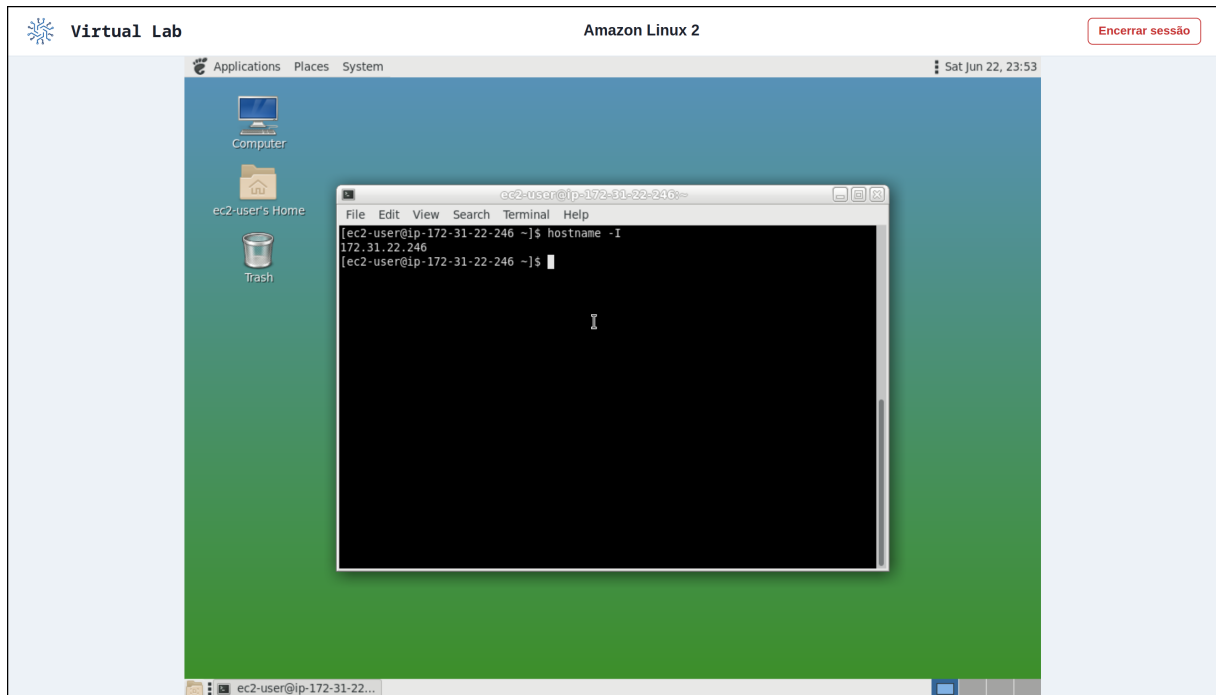 Virtual Lab
Amazon Linux 2
Encerrar sessão
Applications Places System
Sat Jun 22, 23:53
Computer
ec2-user's Home
Trash
ec2-user@ip-172-31-22-246:~
File Edit View Search Terminal Help
[ec2-user@ip-172-31-22-246 ~]$ hostname -I
172.31.22.246
[ec2-user@ip-172-31-22-246 ~]$
ec2-user@ip-172-31-22...